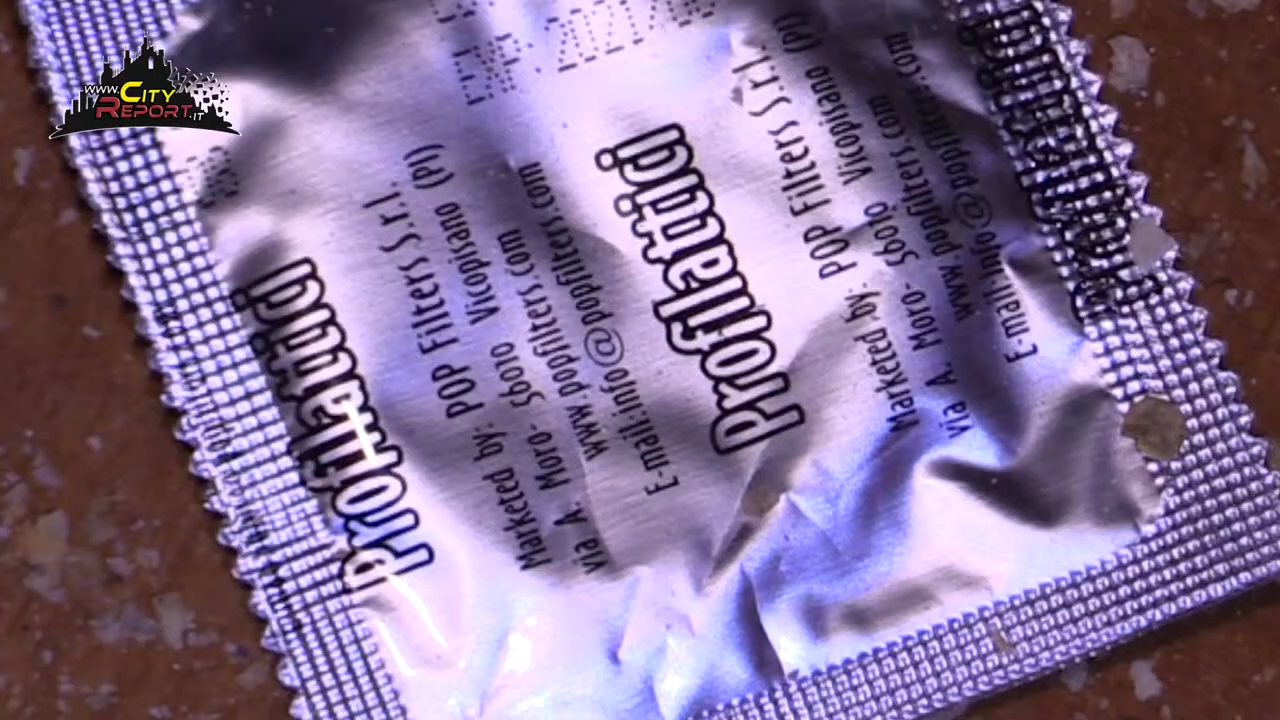 www.CITY
REPORT.IT
Profilattici
Marketed by: POP Filters S.r.l.
via A. Moro- 56010 Vicopisano (PI)
www.popfilters.com
E-mail:info@popfilters.com
Profilattici
Marketed by: POP Filters S.r.l.
via A. Moro- 56010 Vicopisano (PI)
www.popfilters.com
E-mail:info@popfilters.com
Profilattici